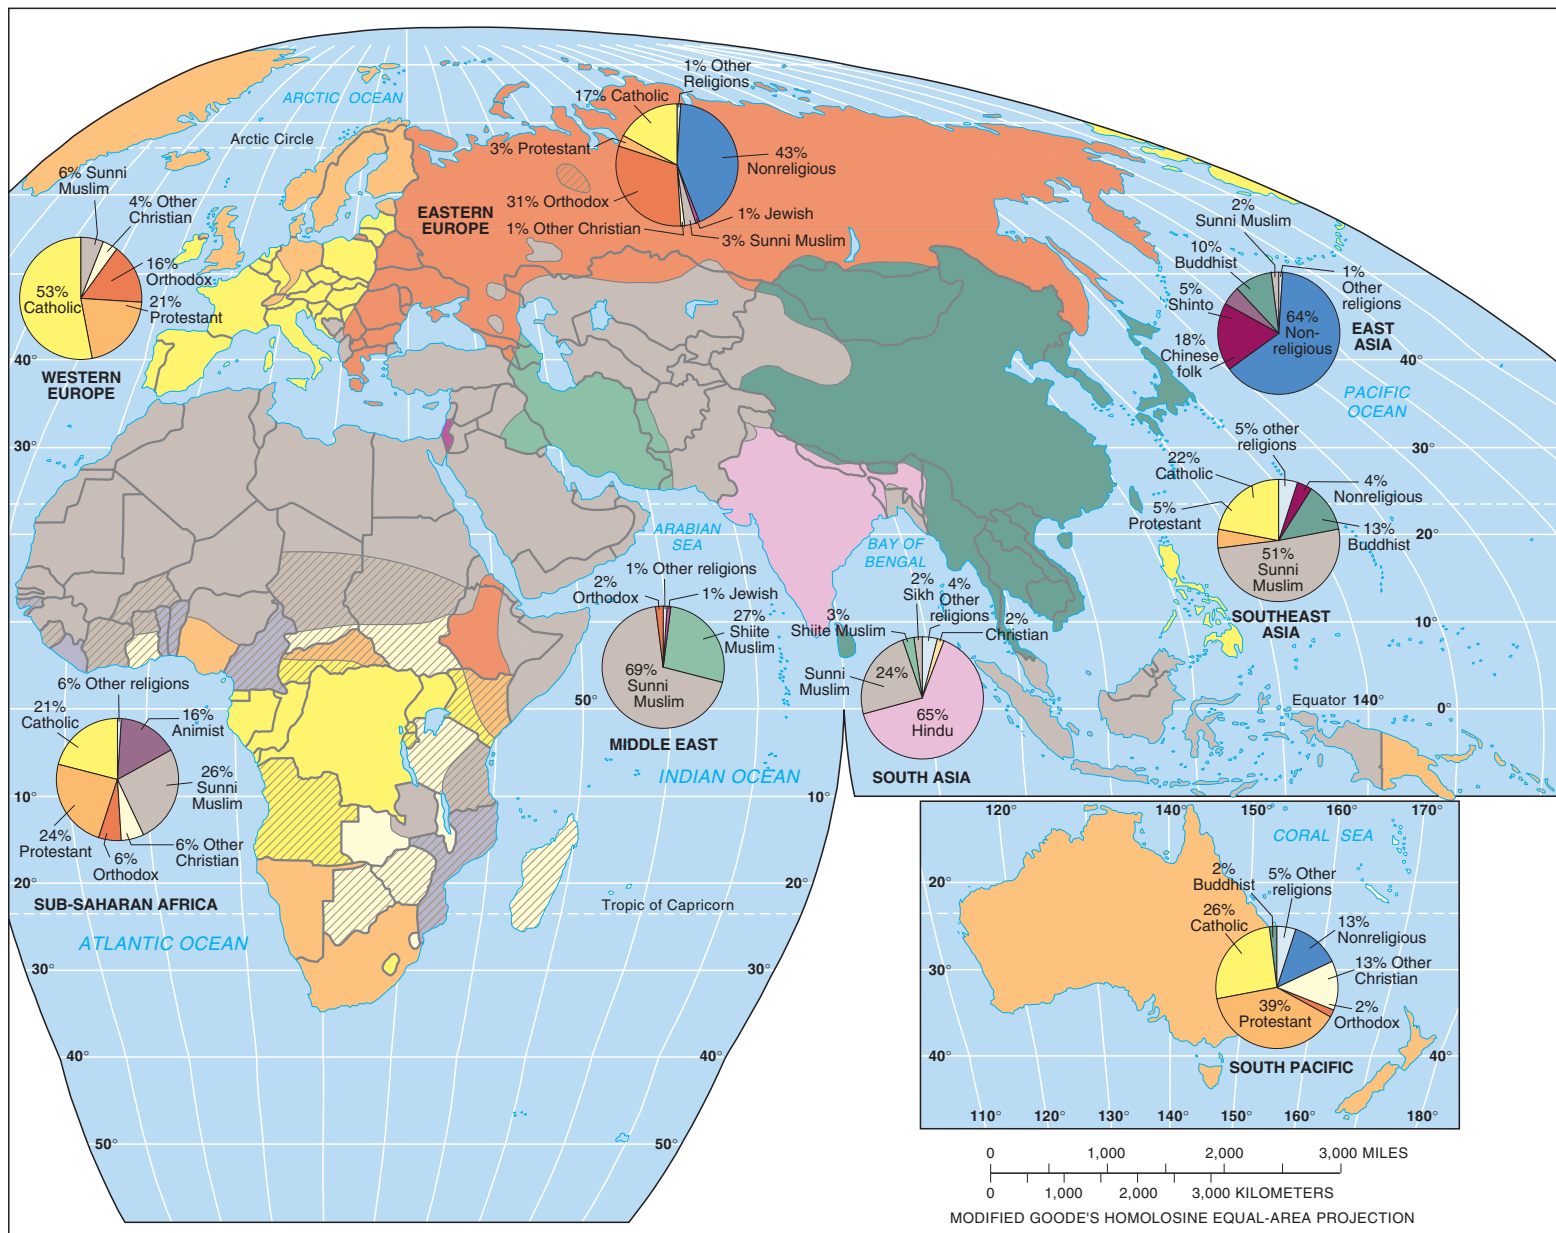 ARCTIC OCEAN
Arctic Circle
1% Other
Religions
17% Catholic
3% Protestant
43%
Nonreligious
31% Orthodox
1% Other Christian
1% Jewish
3% Sunni Muslim
EASTERN
EUROPE
6% Sunni
Muslim
4% Other
Christian
16%
Orthodox
21%
Protestant
53%
Catholic
40°
WESTERN
EUROPE
30°
2%
Sunni Muslim
10%
Buddhist
5%
Shinto
18%
Chinese
folk
64%
Non-
religious
1%
Other
religions
EAST
ASIA
40°
PACIFIC
OCEAN
30°
5% other
religions
22%
Catholic
4%
Nonreligious
5%
Protestant
13%
Buddhist
51%
Sunni
Muslim
20°
SOUTHEAST
ASIA
10°
ARABIAN
SEA
BAY OF
BENGAL
1% Other religions
2%
Orthodox
1% Jewish
27%
Shiite
Muslim
69%
Sunni
Muslim
MIDDLE EAST
50°
3%
Shiite Muslim
2%
Sikh
4%
Other
religions
2%
Christian
Sunni
Muslim
24%
65%
Hindu
SOUTH ASIA
Equator
140°
0°
INDIAN OCEAN
6% Other religions
21%
Catholic
16%
Animist
26%
Sunni
Muslim
24%
Protestant
6%
Orthodox
6% Other
Christian
10°
10°
20°
20°
SUB-SAHARAN AFRICA
Tropic of Capricorn
ATLANTIC OCEAN
30°
30°
40°
40°
50°
50°
120°
140°
150°
160°
170°
CORAL SEA
20°
2%
Buddhist
5% Other
religions
26%
Catholic
13%
Nonreligious
13% Other
Christian
2%
Orthodox
39%
Protestant
30°
40°
40°
SOUTH PACIFIC
110°
120°
130°
140°
150°
160°
180°
0
1,000
2,000
3,000 MILES
0
1,000
2,000
3,000 KILOMETERS
MODIFIED GOODE'S HOMOLOSINE EQUAL-AREA PROJECTION